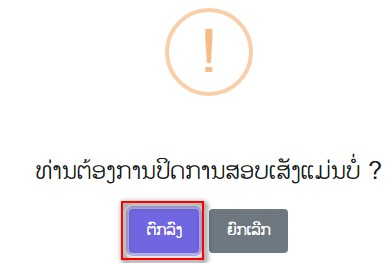 !
ທ່ານຕ້ອງການປິດການສອບເສັງແມ່ນບໍ່ ?
ຕົກລົງ ຍົກເລີກ